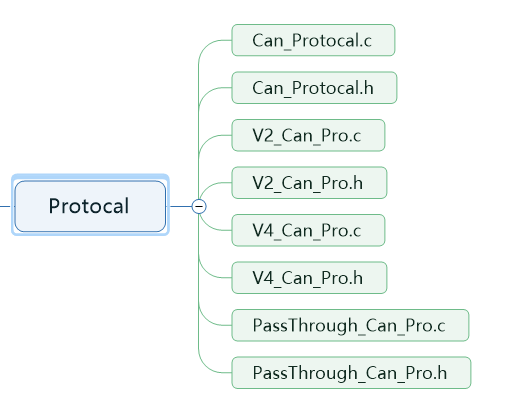 Can_Protocal.c
Can_Protocal.h
V2_Can_Pro.c
V2_Can_Pro.h
Protocal
V4_Can_Pro.c
V4_Can_Pro.h
PassThrough_Can_Pro.c
PassThrough_Can_Pro.h